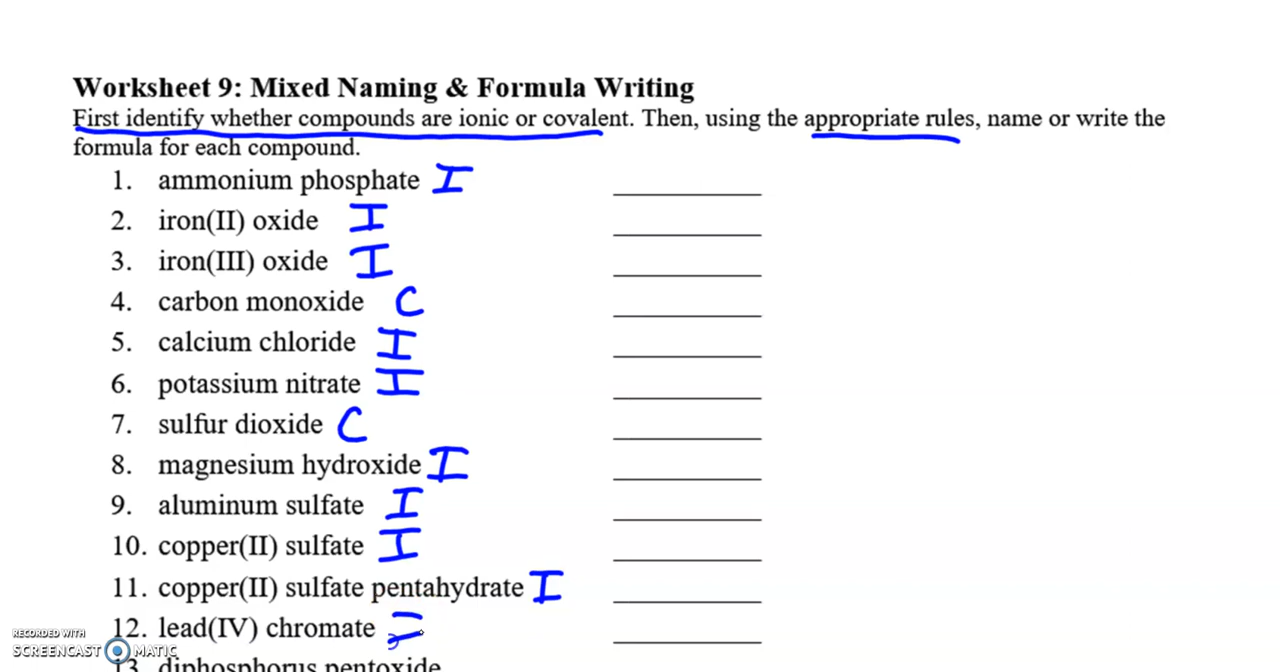 Worksheet 9: Mixed Naming & Formula Writing
First identify whether compounds are ionic or covalent. Then, using the appropriate rules, name or write the
formula for each compound.
1. ammonium phosphate I
2. iron(II) oxide I
3. iron(III) oxide I
4. carbon monoxide C
5. calcium chloride I
6. potassium nitrate I
7. sulfur dioxide C
8. magnesium hydroxide I
9. aluminum sulfate I
10. copper(II) sulfate I
11. copper(II) sulfate pentahydrate I
12. lead(IV) chromate
13. diphosphorus pentoxide
RECORDED WITH
SCREENCAST MATIC